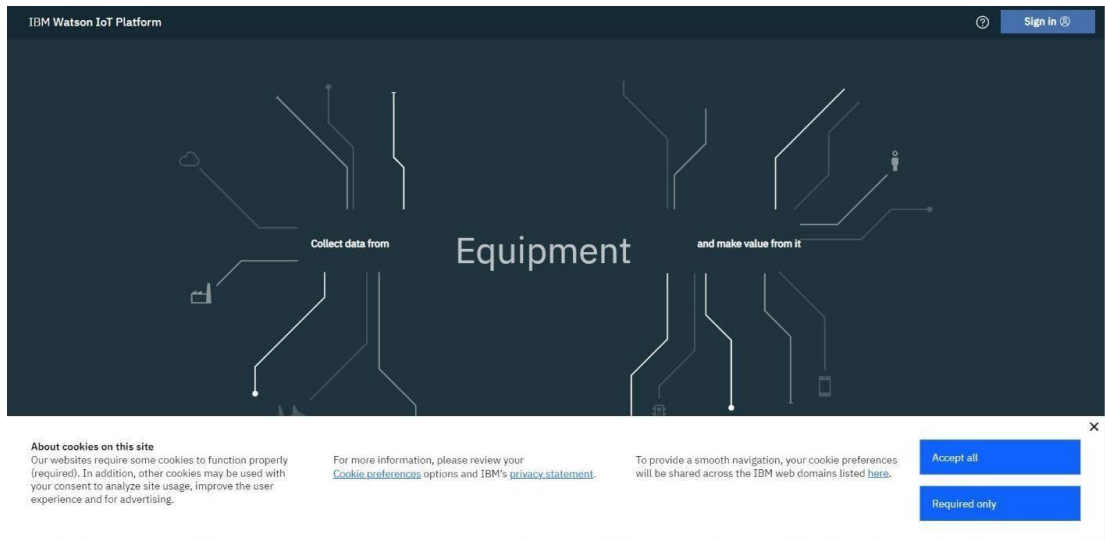 IBM Watson IoT Platform
Sign in
Collect data from
Equipment
and make value from it
About cookies on this site
Our websites require some cookies to function properly
(required). In addition, other cookies may be used with
your consent to analyze site usage, improve the user
experience and for advertising.
For more information, please review your
Cookie preferences options and IBM's privacy statement.
To provide a smooth navigation, your cookie preferences
will be shared across the IBM web domains listed here.
Accept all
Required only